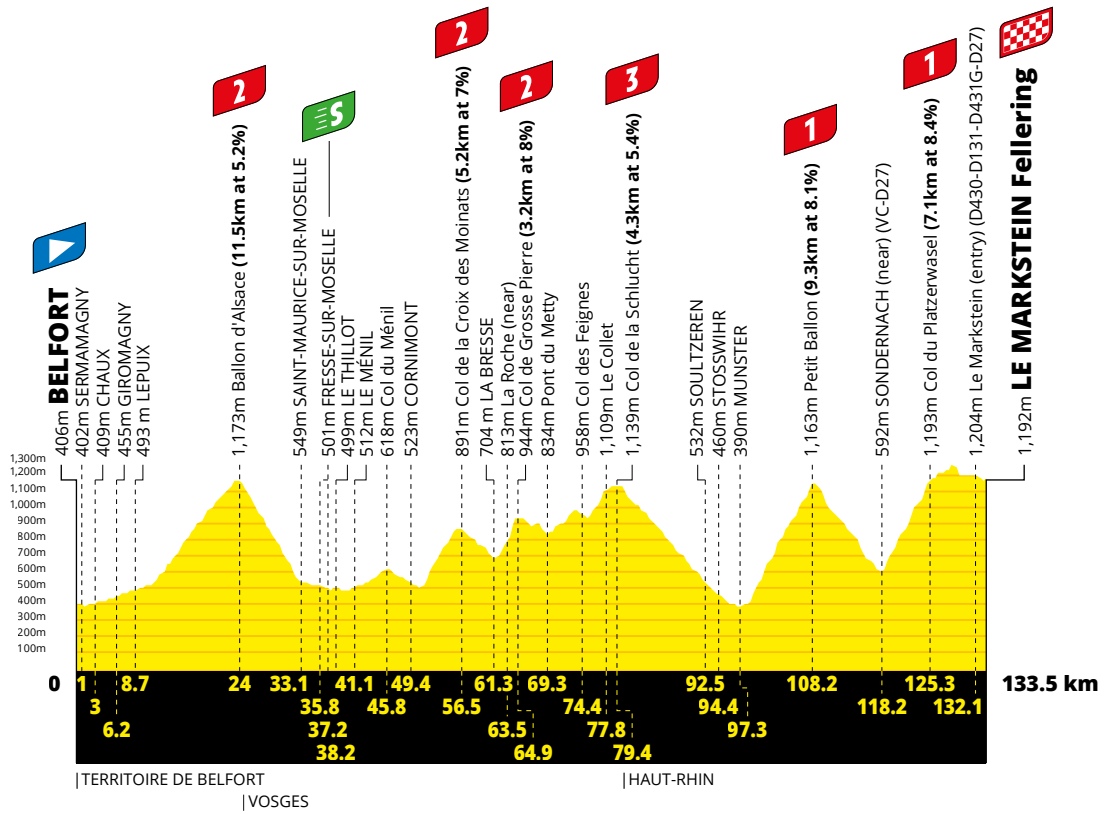 2
S
2
2
3
1
1
406m BELFORT
402m SERMAMAGNY
409m CHAUX
455m GIROMAGNY
493 m LEPUIX
1,173m Ballon d'Alsace (11.5km at 5.2%)
549m SAINT-MAURICE-SUR-MOSELLE
501m FRESSE-SUR-MOSELLE
499m LE THILLOT
512m LE MÉNIL
618m Col du Ménil
523m CORNIMONT
891m Col de la Croix des Moinats (5.2km at 7%)
704 m LA BRESSE
813m La Roche (near)
944m Col de Grosse Pierre (3.2km at 8%)
834m Pont du Metty
958m Col des Feignes
1,109m Le Collet
1,139m Col de la Schlucht (4.3km at 5.4%)
532m SOULTZEREN
460m STOSSWIHR
390m MUNSTER
1,163m Petit Ballon (9.3km at 8.1%)
592m SONDERNACH (near) (VC-D27)
1,193m Col du Platzerwasel (7.1km at 8.4%)
1,204m Le Markstein (entry) (D430-D131-D431G-D27)
1,192m LE MARKSTEIN Fellering
1,300m
1,200m
1,100m
1,000m
900m
800m
700m
600m
500m
400m
300m
200m
100m
0 1 8.7 24 33.1 41.1 49.4 61.3 69.3 92.5 108.2 125.3 133.5 km
3 35.8 45.8 56.5 74.4 94.4 118.2 132.1
6.2 37.2 63.5 77.8 97.3
38.2 64.9 79.4
|TERRITOIRE DE BELFORT |HAUT-RHIN
|VOSGES